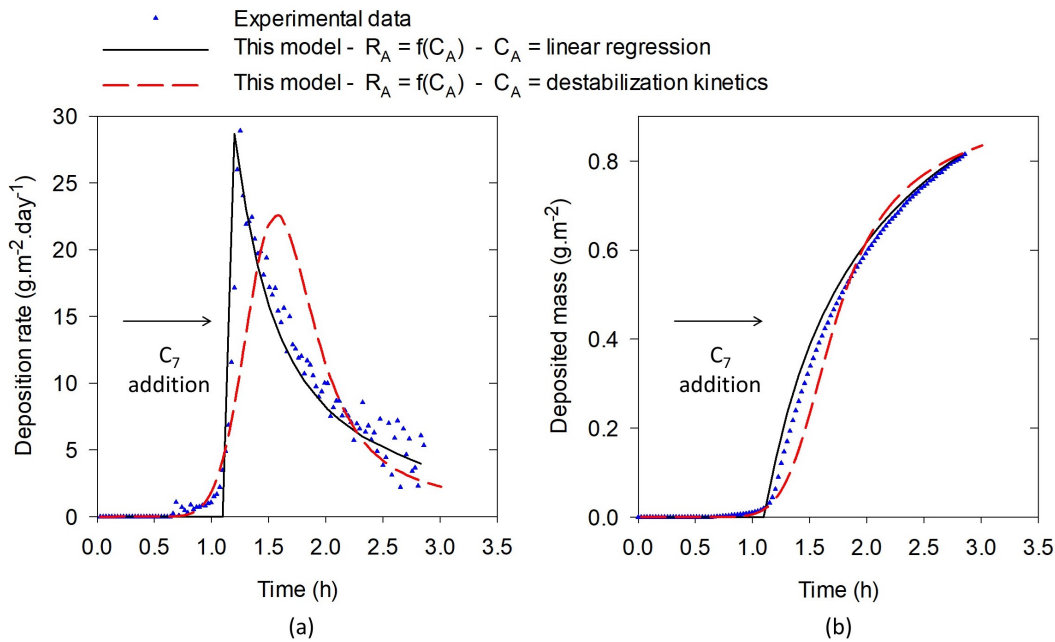 Experimental data
This model - R_A = f(C_A) - C_A = linear regression
This model - R_A = f(C_A) - C_A = destabilization kinetics
30
25
20
15
10
5
0
Deposition rate (g.m⁻².day⁻¹)
C₇
addition
0.0 0.5 1.0 1.5 2.0 2.5 3.0 3.5
Time (h)
(a)
0.8
0.6
0.4
0.2
0.0
Deposited mass (g.m⁻²)
C₇
addition
0.0 0.5 1.0 1.5 2.0 2.5 3.0 3.5
Time (h)
(b)